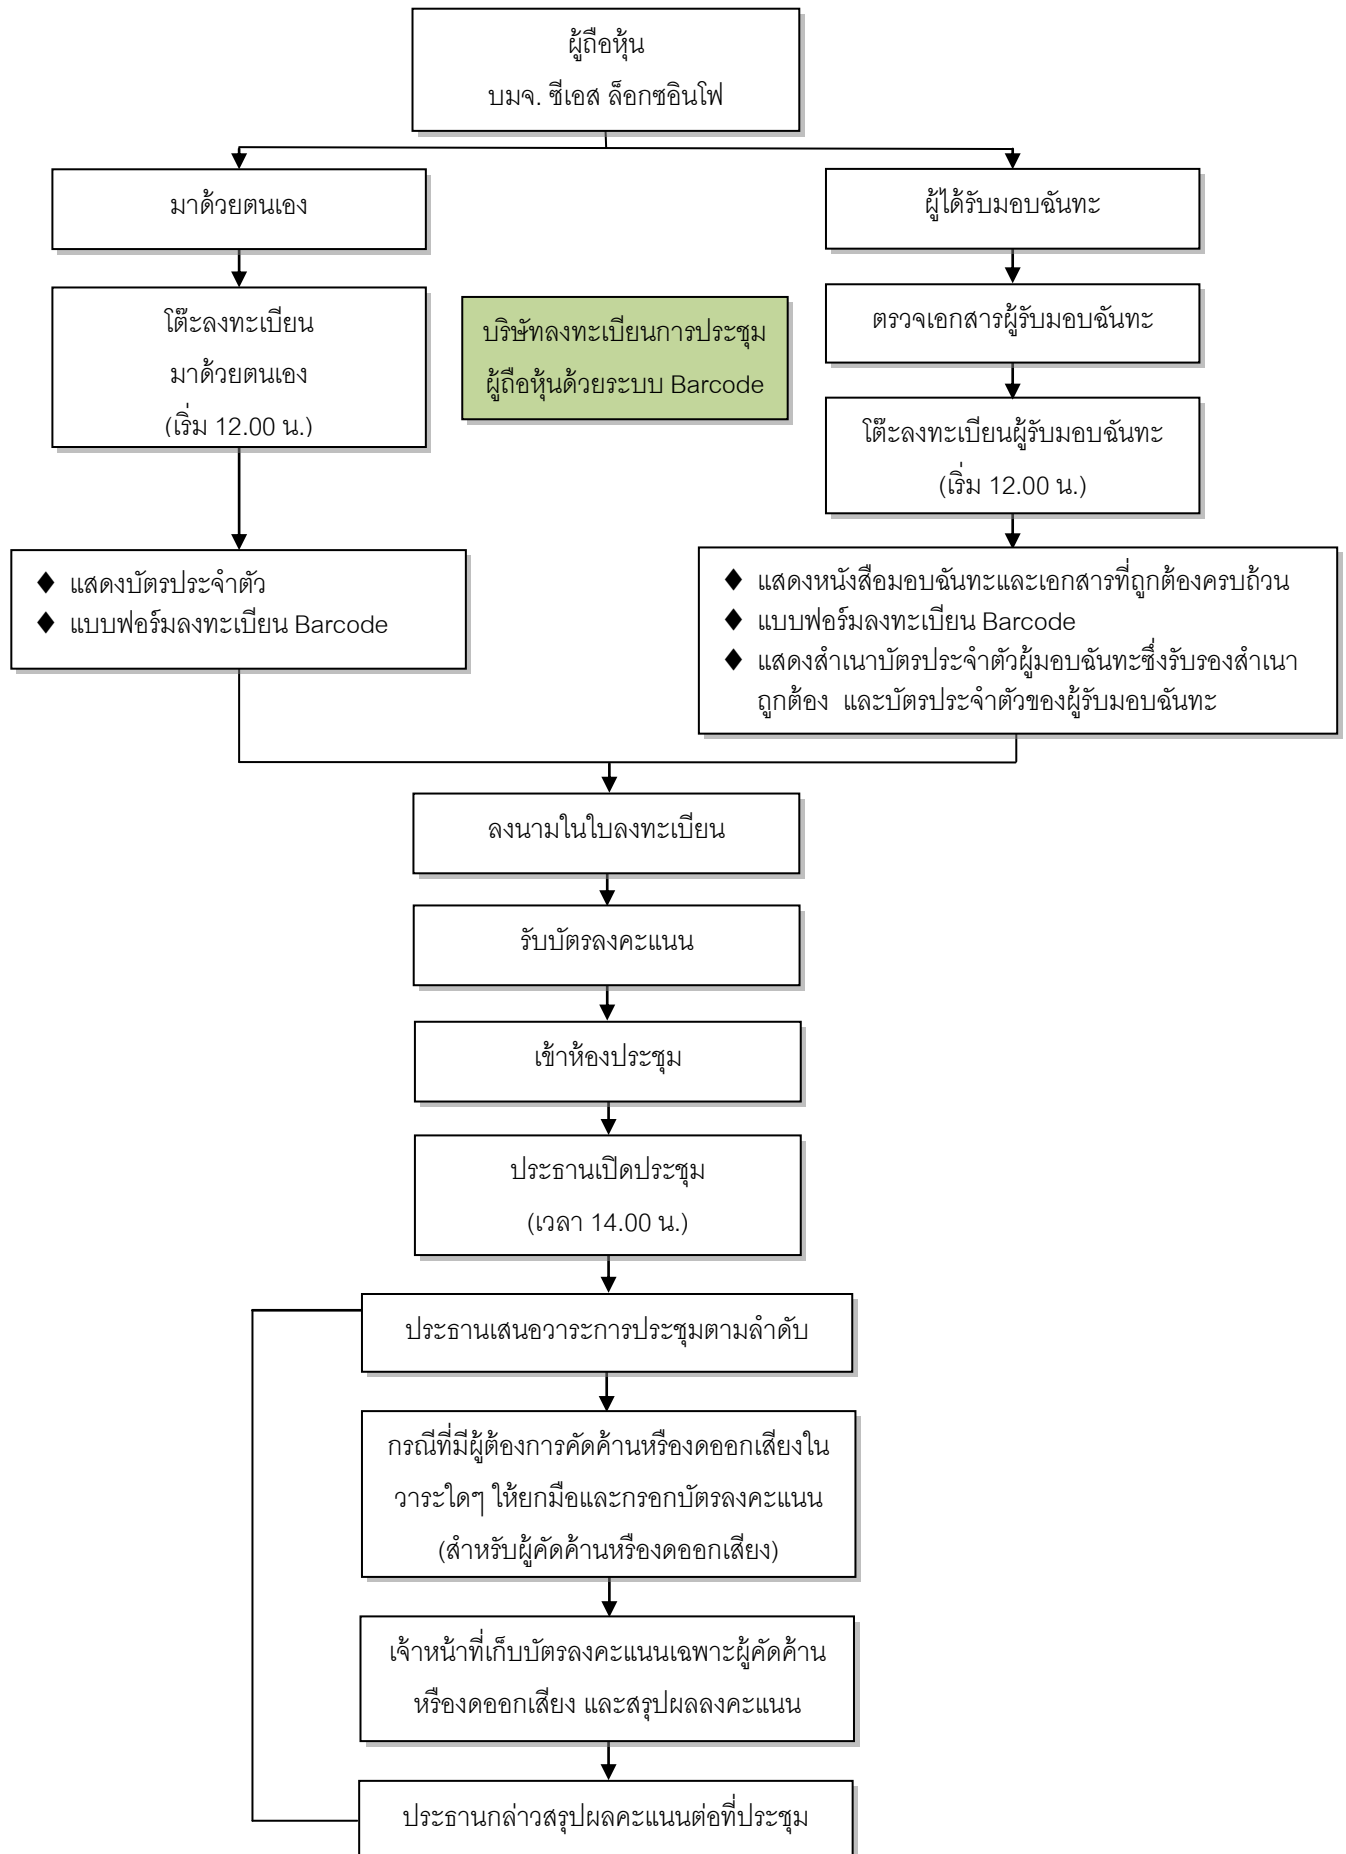 ผู้ถือหุ้น
บมจ. ซีเอส ล็อกซอินโฟ
มาด้วยตนเอง
ผู้ได้รับมอบฉันทะ
โต๊ะลงทะเบียน
มาด้วยตนเอง
(เริ่ม 12.00 น.)
บริษัทลงทะเบียนการประชุม
ผู้ถือหุ้นด้วยระบบ Barcode
ตรวจเอกสารผู้รับมอบฉันทะ
โต๊ะลงทะเบียนผู้รับมอบฉันทะ
(เริ่ม 12.00 น.)
♦ แสดงบัตรประจำตัว
♦ แบบฟอร์มลงทะเบียน Barcode
♦ แสดงหนังสือมอบฉันทะและเอกสารที่ถูกต้องครบถ้วน
♦ แบบฟอร์มลงทะเบียน Barcode
♦ แสดงสำเนาบัตรประจำตัวผู้มอบฉันทะซึ่งรับรองสำเนา
ถูกต้อง และบัตรประจำตัวของผู้รับมอบฉันทะ
ลงนามในใบลงทะเบียน
รับบัตรลงคะแนน
เข้าห้องประชุม
ประธานเปิดประชุม
(เวลา 14.00 น.)
ประธานเสนอวาระการประชุมตามลำดับ
กรณีที่มีผู้ต้องการคัดค้านหรืองดออกเสียงใน
วาระใดๆ ให้ยกมือและกรอกบัตรลงคะแนน
(สำหรับผู้คัดค้านหรืองดออกเสียง)
เจ้าหน้าที่เก็บบัตรลงคะแนนเฉพาะผู้คัดค้าน
หรืองดออกเสียง และสรุปผลลงคะแนน
ประธานกล่าวสรุปผลคะแนนต่อที่ประชุม